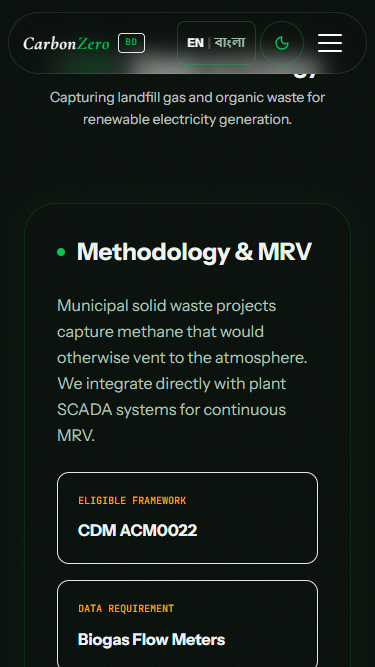 CarbonZero BD EN | বাংলা
Capturing landfill gas and organic waste for
renewable electricity generation.
Methodology & MRV
Municipal solid waste projects
capture methane that would
otherwise vent to the atmosphere.
We integrate directly with plant
SCADA systems for continuous
MRV.
ELIGIBLE FRAMEWORK
CDM ACM0022
DATA REQUIREMENT
Biogas Flow Meters